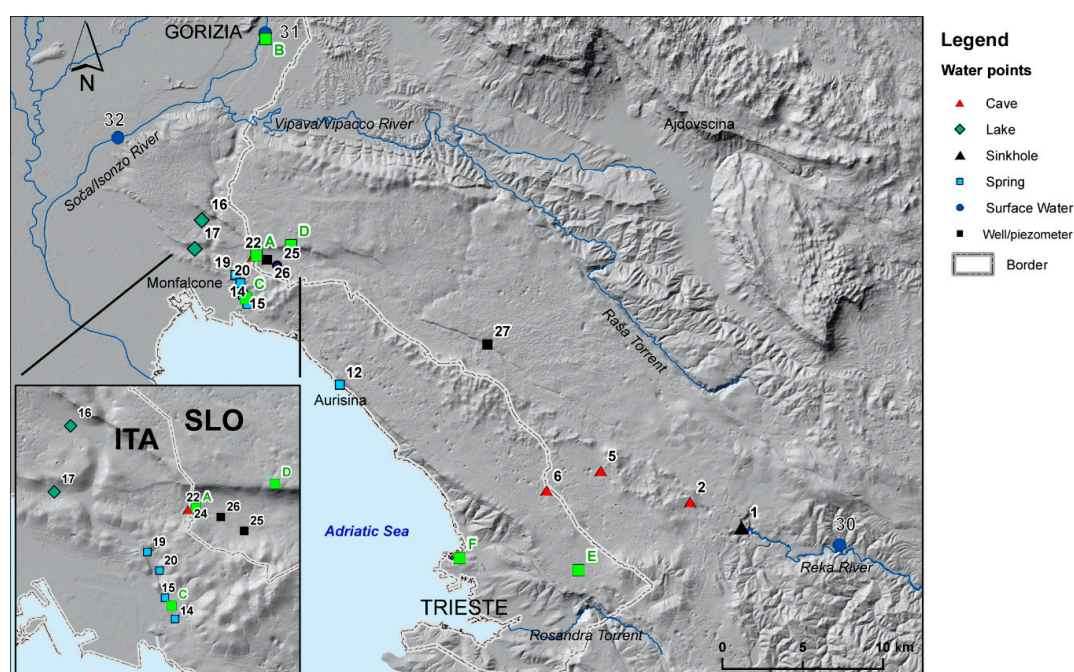 GORIZIA
31
B
N
32
Vipava/Vipacco River
Ajdovscina
Soča/Isonzo River
16
17
D
22
A
25
19
20
26
Monfalcone
14
C
15
27
Raša Torrent
12
Aurisina
16
SLO
ITA
17
D
22
A
24
26
25
19
20
15
C
14
5
6
2
1
30
Adriatic Sea
F
E
Reka River
TRIESTE
Rosandra Torrent
0
10 km
Legend
Water points
Cave
Lake
Sinkhole
Spring
Surface Water
Well/piezometer
Border